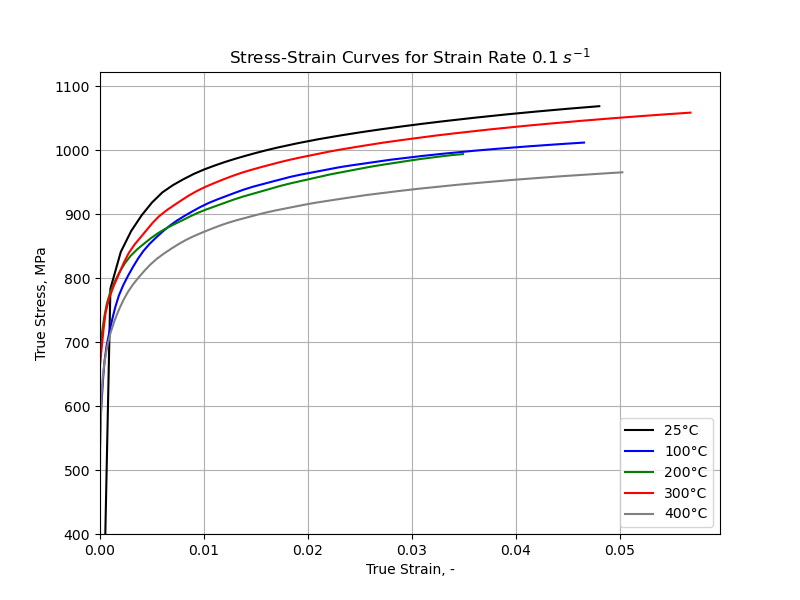 Stress-Strain Curves for Strain Rate 0.1 s⁻¹
True Stress, MPa
1100
1000
900
800
700
600
500
400
0.00 0.01 0.02 0.03 0.04 0.05
True Strain, -
25°C
100°C
200°C
300°C
400°C